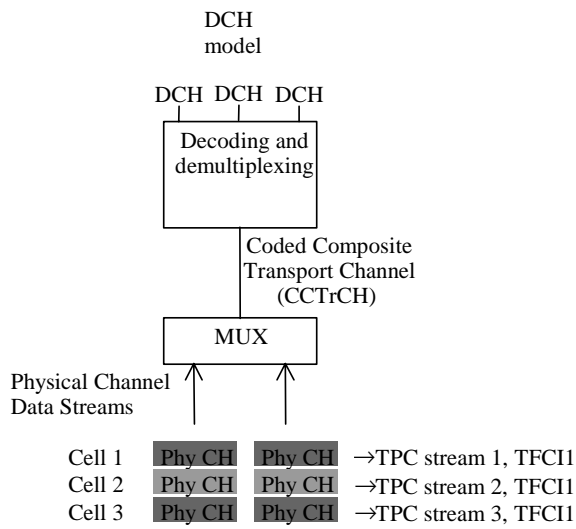 DCH
model
DCH DCH DCH
Decoding and
demultiplexing
Coded Composite
Transport Channel
(CCTrCH)
MUX
Physical Channel
Data Streams
Cell 1 Phy CH Phy CH →TPC stream 1, TFCI1
Cell 2 Phy CH Phy CH →TPC stream 2, TFCI1
Cell 3 Phy CH Phy CH →TPC stream 3, TFCI1